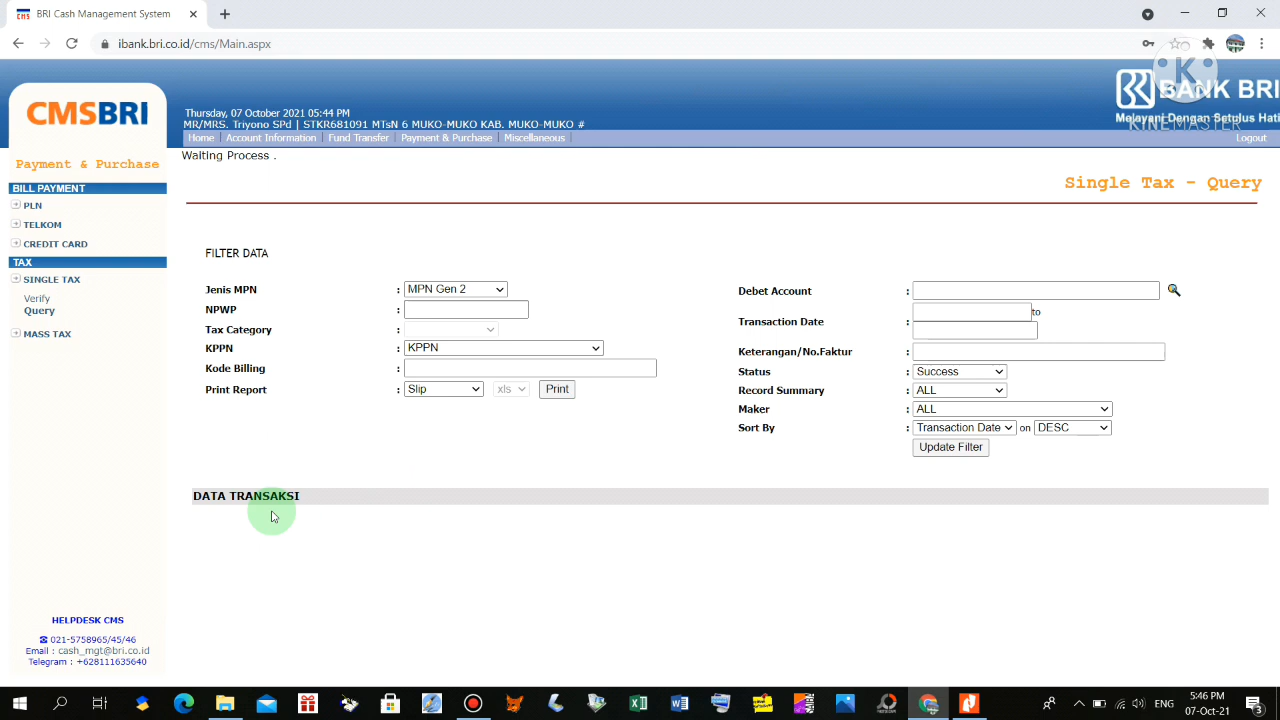 BRI Cash Management System
ibank.bri.co.id/cms/Main.aspx
CMSBRI
Thursday, 07 October 2021 05:44 PM
MR/MRS. Triyono SPd | STKR681091 MTsN 6 MUKO-MUKO KAB. MUKO-MUKO #
BANK BRI
Melayani Dengan Setulus Hati
KINEMASTER
Home Account Information Fund Transfer Payment & Purchase Miscellaneous Logout
Waiting Process .
Payment & Purchase
Single Tax - Query
BILL PAYMENT
PLN
TELKOM
CREDIT CARD
TAX
SINGLE TAX
Verify
Query
MASS TAX
FILTER DATA
Jenis MPN : MPN Gen 2
NPWP :
Tax Category :
KPPN : KPPN
Kode Billing :
Print Report : Slip xls Print
Debet Account :
Transaction Date : to
Keterangan/No.Faktur :
Status : Success
Record Summary : ALL
Maker : ALL
Sort By : Transaction Date on DESC
Update Filter
DATA TRANSAKSI
HELPDESK CMS
☎ 021-5758965/45/46
Email : cash_mgt@bri.co.id
Telegram : +628111635640
ENG
5:46 PM
07-Oct-21
3